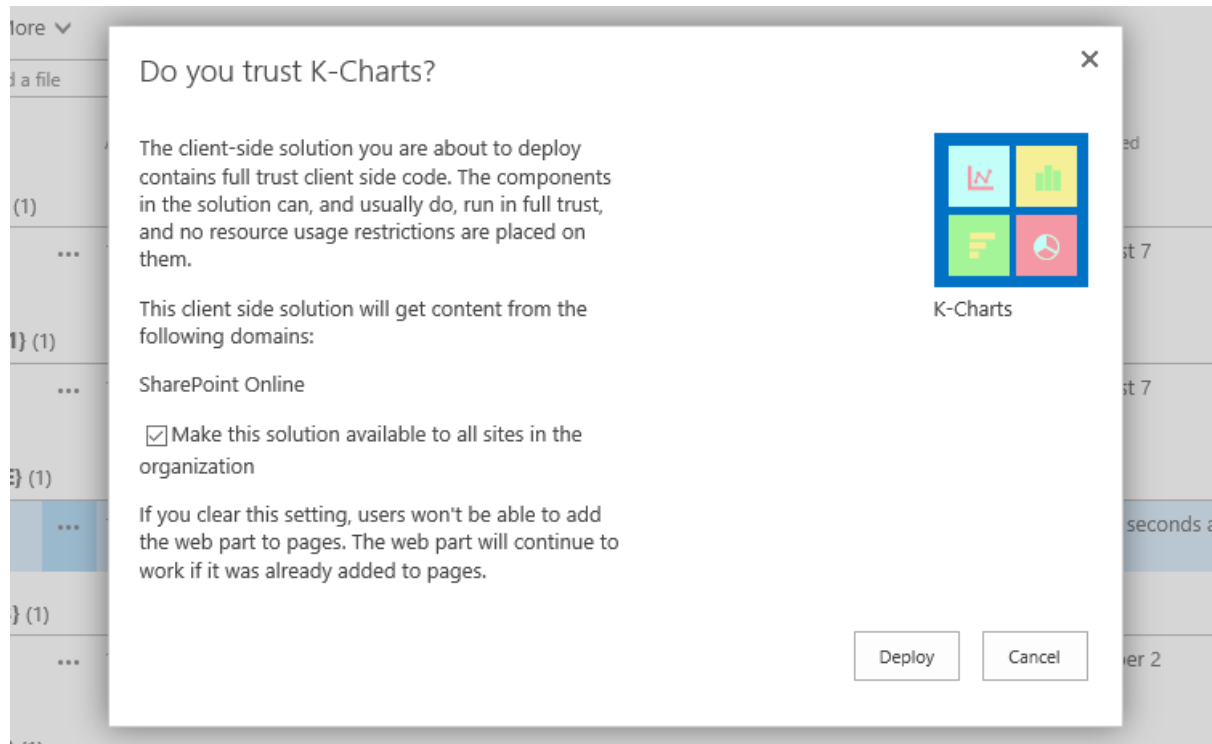 More
d a file
Do you trust K-Charts?
The client-side solution you are about to deploy
contains full trust client side code. The components
in the solution can, and usually do, run in full trust,
and no resource usage restrictions are placed on
them.
This client side solution will get content from the
following domains:
SharePoint Online
Make this solution available to all sites in the
organization
If you clear this setting, users won't be able to add
the web part to pages. The web part will continue to
work if it was already added to pages.
K-Charts
Deploy
Cancel
ed
(1)
st 7
1} (1)
st 7
E} (1)
seconds a
} (1)
er 2